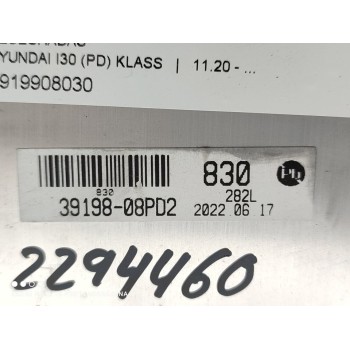 YUNDAI I30 (PD) KLASS | 11.20 - ...
919908030
830
830
282L
39198-08PD2
2022.06.17
2294460